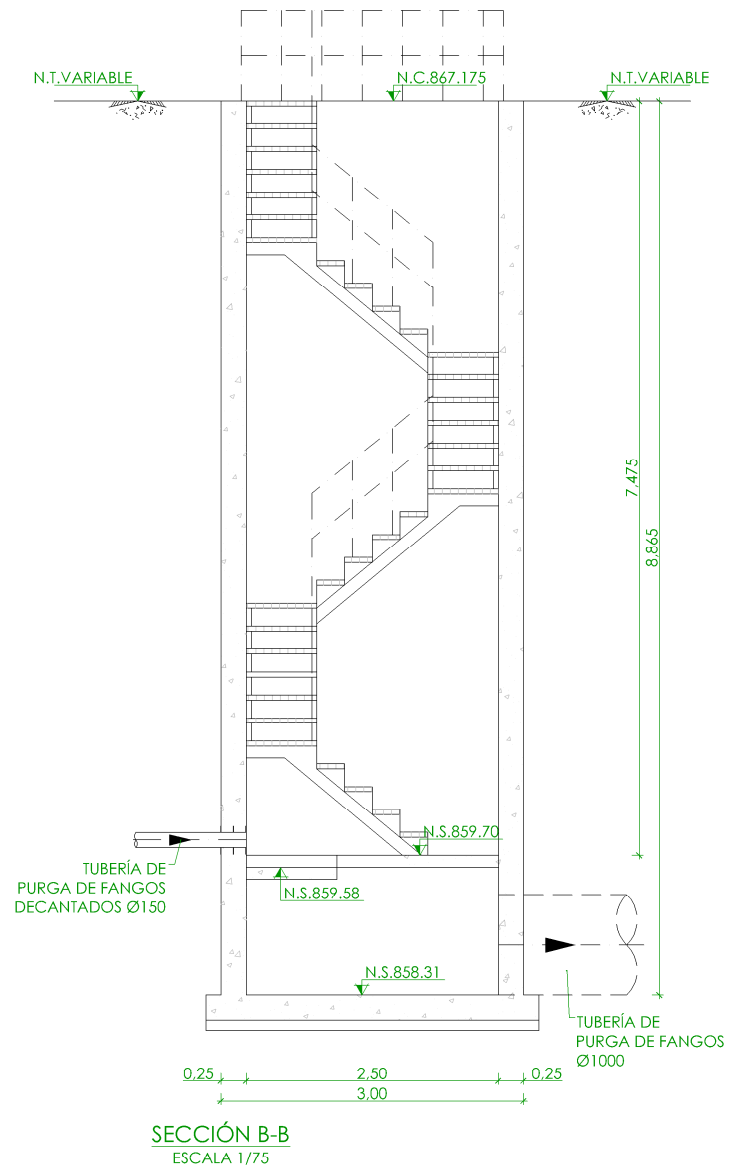 N.T.VARIABLE
N.C.867.175
N.T.VARIABLE
7,475
8,865
N.S.859.70
TUBERÍA DE
PURGA DE FANGOS
DECANTADOS Ø150
N.S.859.58
N.S.858.31
TUBERÍA DE
PURGA DE FANGOS
Ø1000
0,25
2,50
0,25
3,00
SECCIÓN B-B
ESCALA 1/75